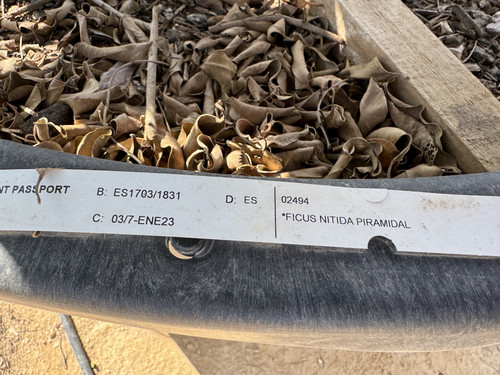 NT PASSPORT B: ES1703/1831 D: ES 02494
C: 03/7-ENE23 *FICUS NITIDA PIRAMIDAL